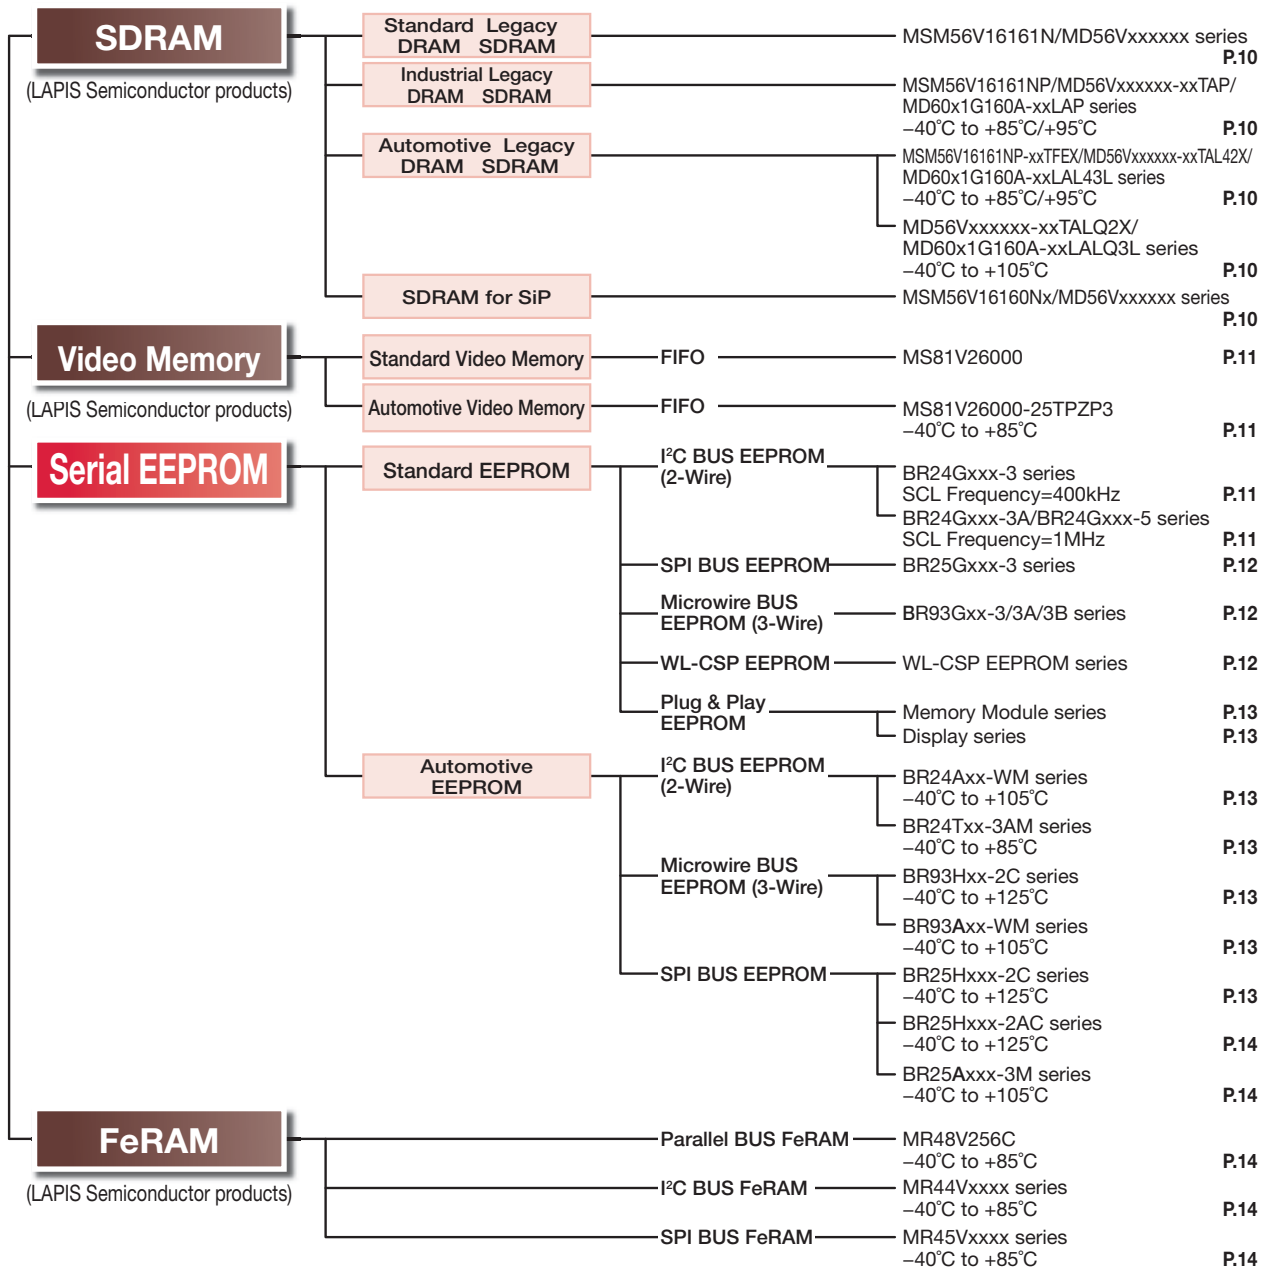 SDRAM
(LAPIS Semiconductor products)
Standard Legacy
DRAM SDRAM
MSM56V16161N/MD56Vxxxxxx series
P.10
Industrial Legacy
DRAM SDRAM
MSM56V16161NP/MD56Vxxxxxx-xxTAP/
MD60x1G160A-xxLAP series
−40˚C to +85˚C/+95˚C P.10
Automotive Legacy
DRAM SDRAM
MSM56V16161NP-xxTFEX/MD56Vxxxxxx-xxTAL42X/
MD60x1G160A-xxLAL43L series
−40˚C to +85˚C/+95˚C P.10
MD56Vxxxxxx-xxTALQ2X/
MD60x1G160A-xxLALQ3L series
−40˚C to +105˚C P.10
SDRAM for SiP
MSM56V16160Nx/MD56Vxxxxxx series
P.10
Video Memory
(LAPIS Semiconductor products)
Standard Video Memory
FIFO
MS81V26000 P.11
Automotive Video Memory
FIFO
MS81V26000-25TPZP3
−40˚C to +85˚C P.11
Serial EEPROM
Standard EEPROM
I²C BUS EEPROM
(2-Wire)
BR24Gxxx-3 series
SCL Frequency=400kHz P.11
BR24Gxxx-3A/BR24Gxxx-5 series
SCL Frequency=1MHz P.11
SPI BUS EEPROM
BR25Gxxx-3 series P.12
Microwire BUS
EEPROM (3-Wire)
BR93Gxx-3/3A/3B series P.12
WL-CSP EEPROM
WL-CSP EEPROM series P.12
Plug & Play
EEPROM
Memory Module series P.13
Display series P.13
Automotive
EEPROM
I²C BUS EEPROM
(2-Wire)
BR24Axx-WM series
−40˚C to +105˚C P.13
BR24Txx-3AM series
−40˚C to +85˚C P.13
Microwire BUS
EEPROM (3-Wire)
BR93Hxx-2C series
−40˚C to +125˚C P.13
BR93Axx-WM series
−40˚C to +105˚C P.13
SPI BUS EEPROM
BR25Hxxx-2C series
−40˚C to +125˚C P.13
BR25Hxxx-2AC series
−40˚C to +125˚C P.14
BR25Axxx-3M series
−40˚C to +105˚C P.14
FeRAM
(LAPIS Semiconductor products)
Parallel BUS FeRAM
MR48V256C
−40˚C to +85˚C P.14
I²C BUS FeRAM
MR44Vxxxx series
−40˚C to +85˚C P.14
SPI BUS FeRAM
MR45Vxxxx series
−40˚C to +85˚C P.14